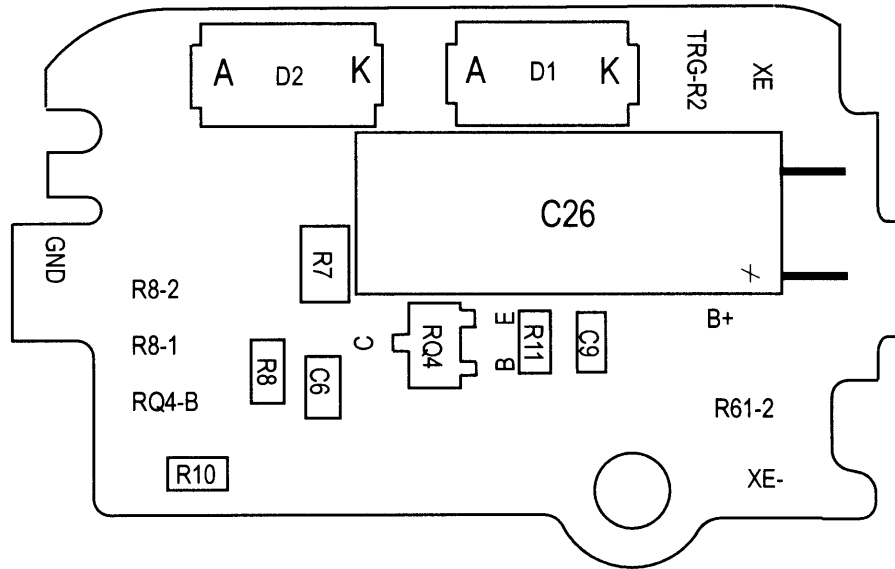 A D2 K
A D1 K
TRG-R2
XE
C26
+
GND
R7
R8-2
B+
R8-1
R8
C6
C
RQ4
E
B
R11
C9
RQ4-B
R61-2
R10
XE-